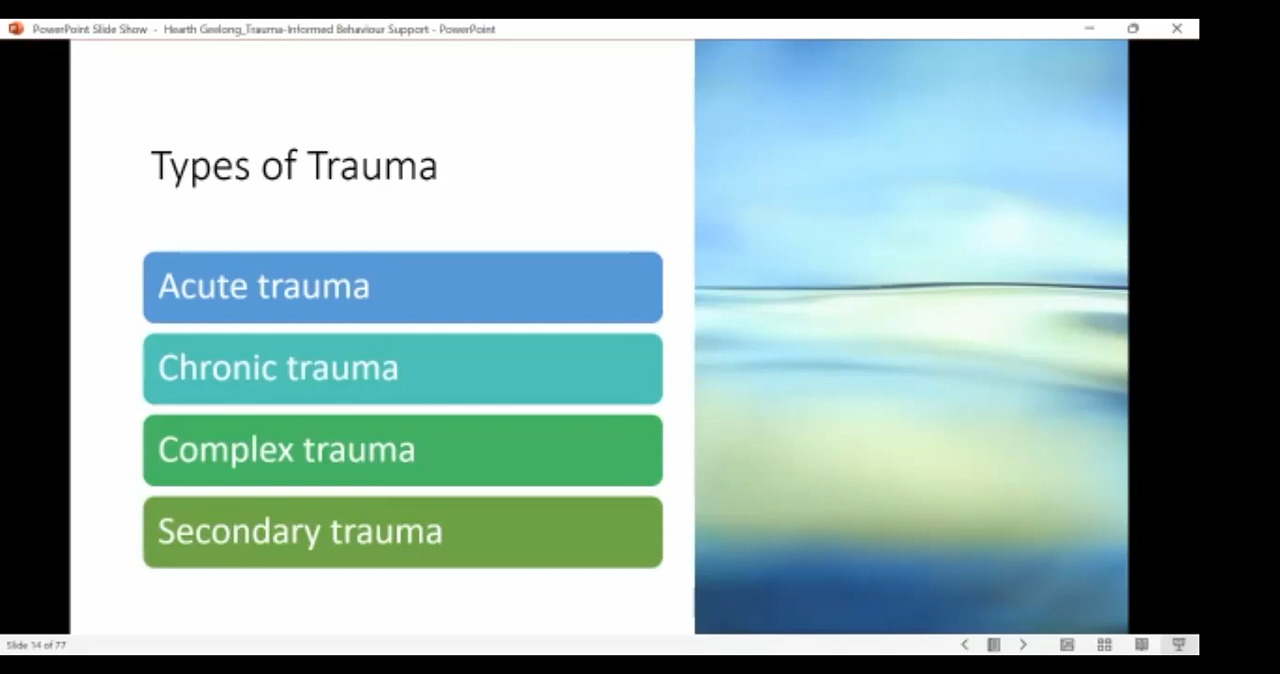 PowerPoint Slide Show - Hearth Geelong_Trauma-Informed Behaviour Support - PowerPoint
Types of Trauma
Acute trauma
Chronic trauma
Complex trauma
Secondary trauma
Slide 14 of 77